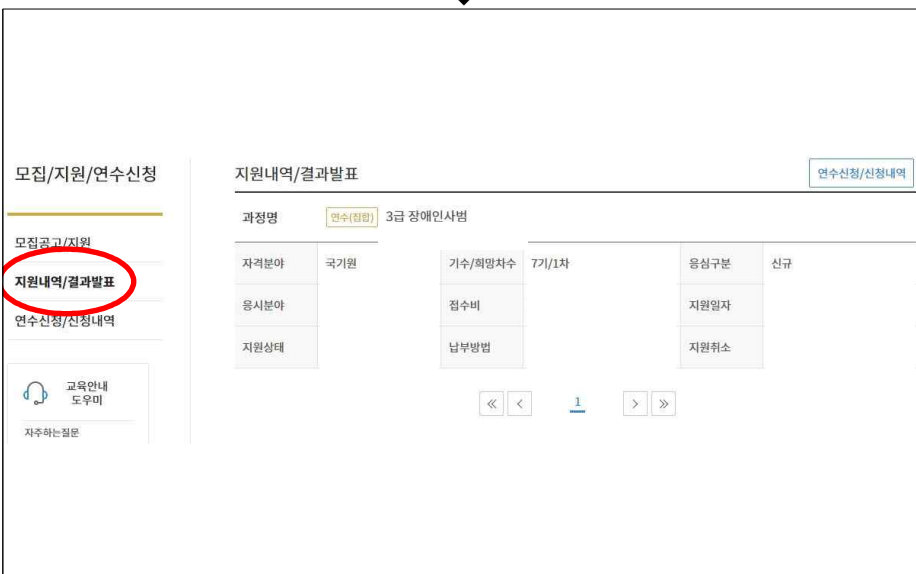 모집/지원/연수신청
모집공고/지원
지원내역/결과발표
연수신청/신청내역
교육안내
도우미
자주하는질문
지원내역/결과발표
연수신청/신청내역
과정명 연수(집합) 3급 장애인사범
자격분야 국기원 기수/희망차수 7기/1차 응심구분 신규
응시분야 접수비 지원일자
지원상태 납부방법 지원취소
« < 1 > »